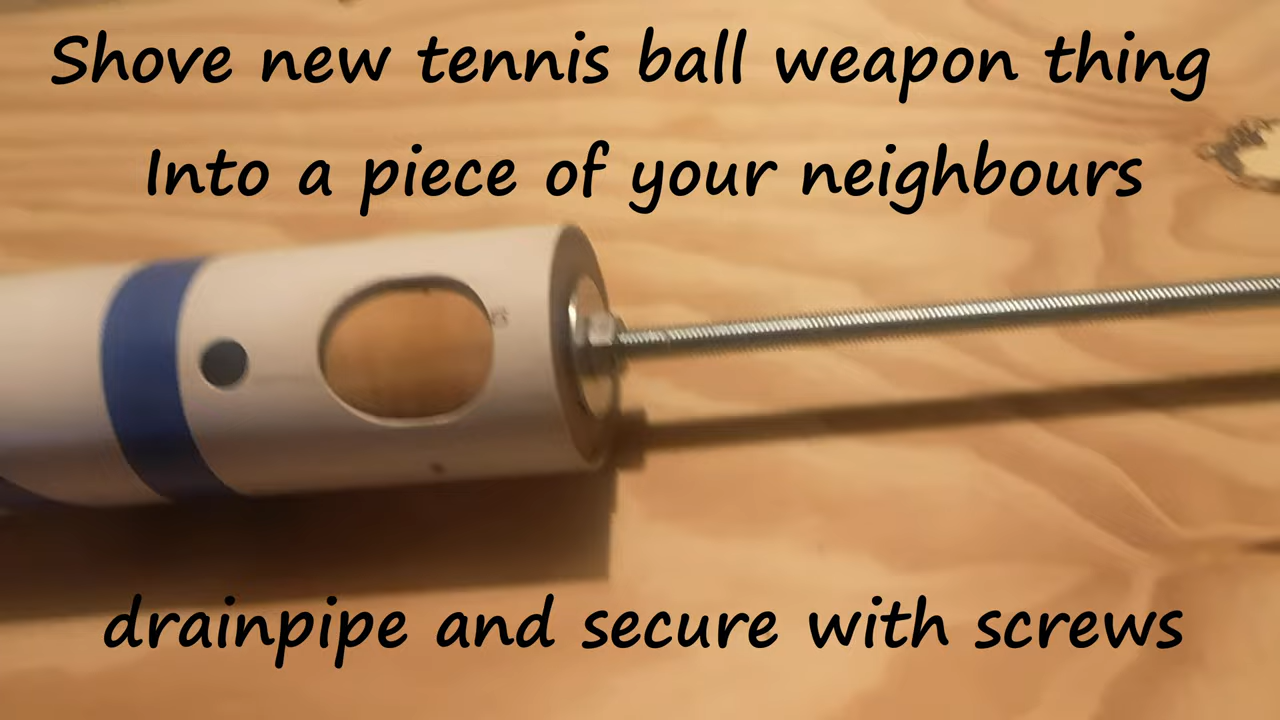 Shove new tennis ball weapon thing
Into a piece of your neighbours
drainpipe and secure with screws